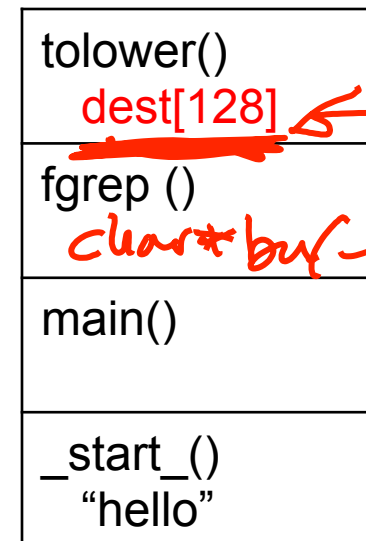 tolower()
dest[128]
fgrep ()
char* buf
main()
_start_()
“hello”